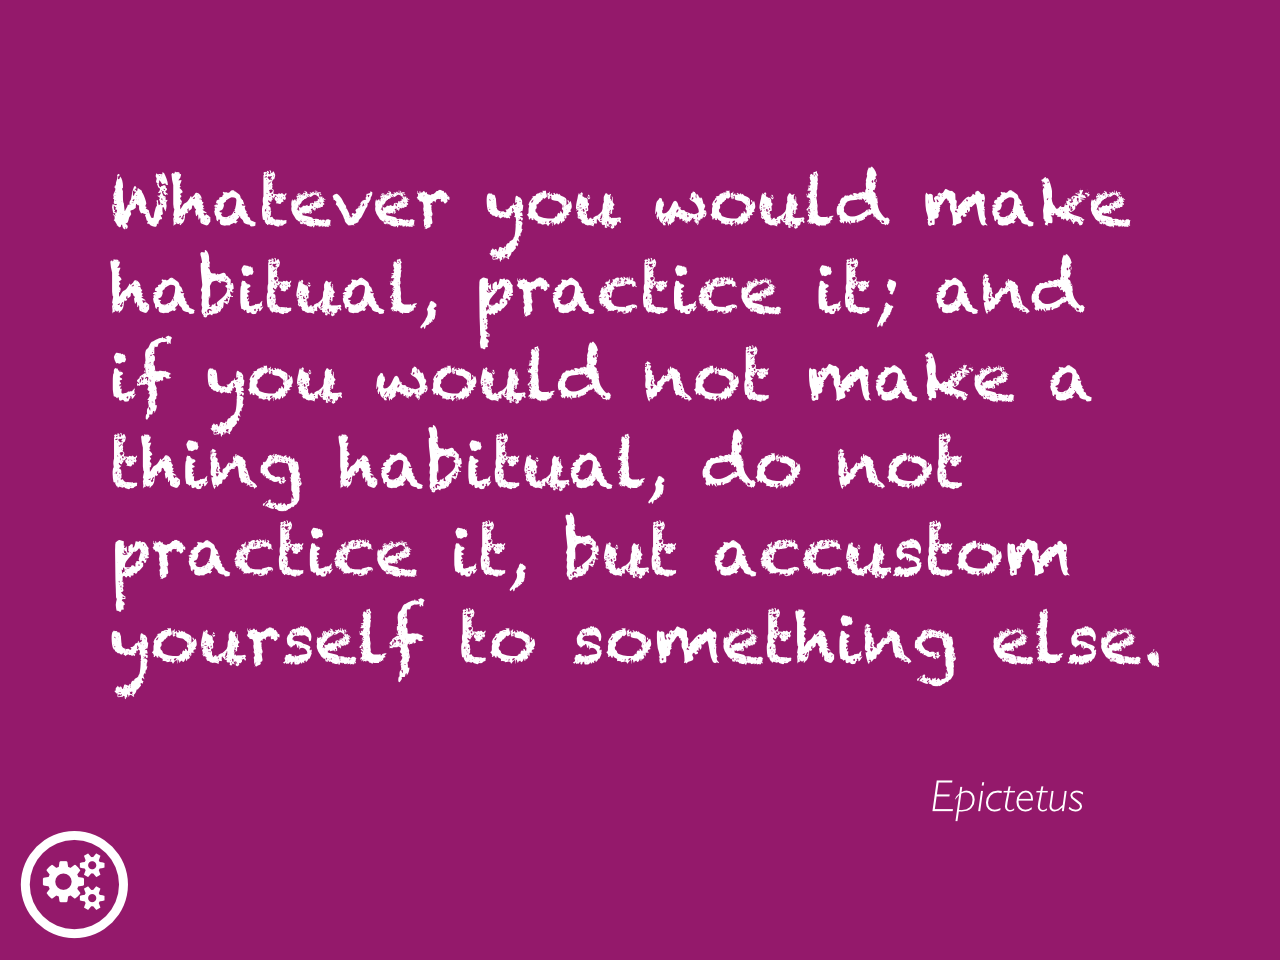 Whatever you would make
habitual, practice it; and
if you would not make a
thing habitual, do not
practice it, but accustom
yourself to something else.
Epictetus